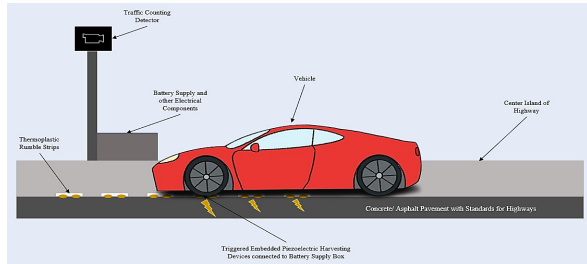 Traffic Counting
Detector
Vehicle
Battery Supply and
other Electrical
Components
Center Island of
Highway
Thermoplastic
Rumble Strips
Concrete/ Asphalt Pavement with Standards for Highways
Triggered Embedded Piezoelectric Harvesting
Devices connected to Battery Supply Box